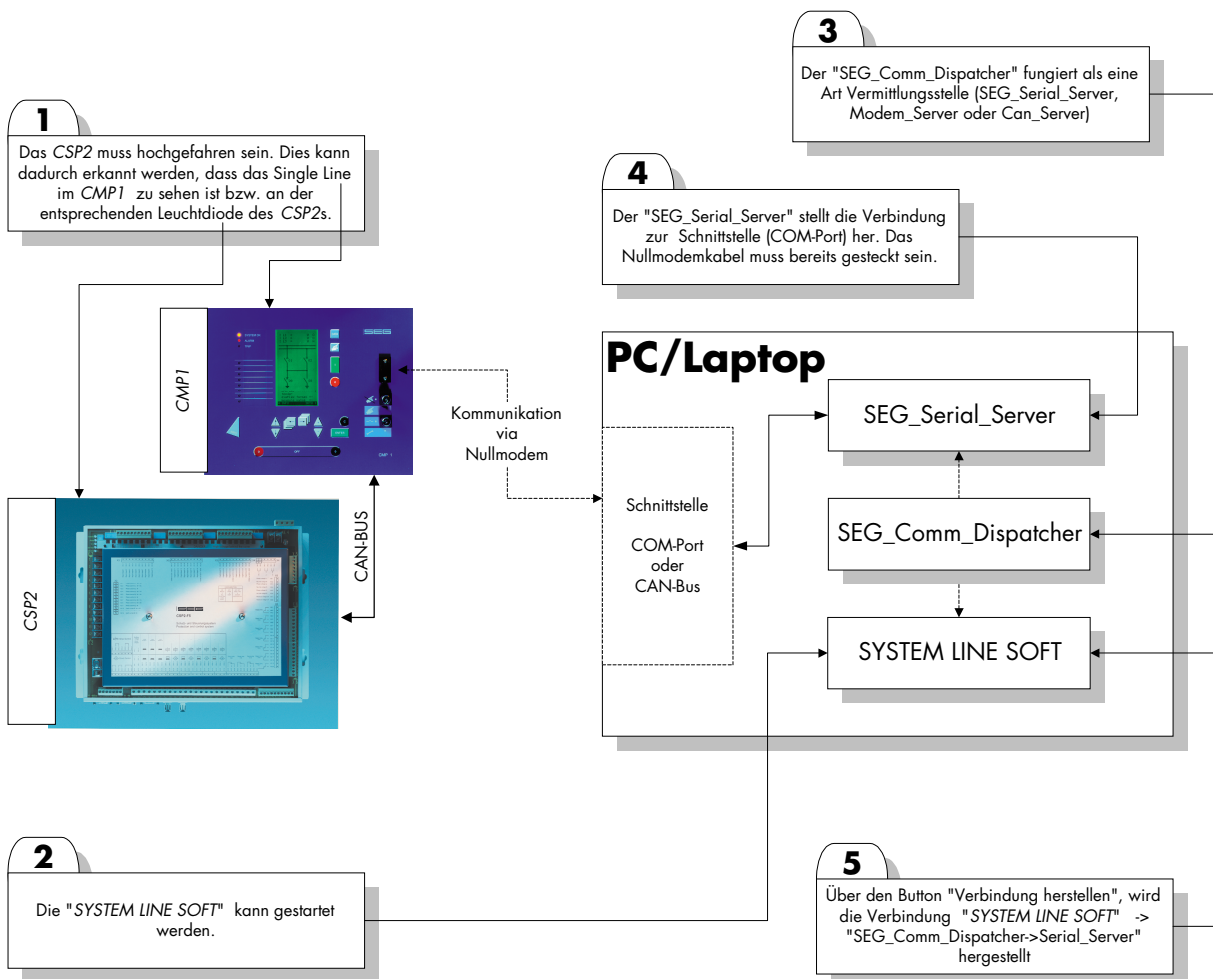 1
Das CSP2 muss hochgefahren sein. Dies kann
dadurch erkannt werden, dass das Single Line
im CMP1 zu sehen ist bzw. an der
entsprechenden Leuchtdiode des CSP2s.
3
Der "SEG_Comm_Dispatcher" fungiert als eine
Art Vermittlungsstelle (SEG_Serial_Server,
Modem_Server oder Can_Server)
4
Der "SEG_Serial_Server" stellt die Verbindung
zur Schnittstelle (COM-Port) her. Das
Nullmodemkabel muss bereits gesteckt sein.
CMP1
CMP 1
Kommunikation
via
Nullmodem
CAN-BUS
CSP2
PC/Laptop
Schnittstelle
COM-Port
oder
CAN-Bus
SEG_Serial_Server
SEG_Comm_Dispatcher
SYSTEM LINE SOFT
2
Die "SYSTEM LINE SOFT" kann gestartet
werden.
5
Über den Button "Verbindung herstellen", wird
die Verbindung "SYSTEM LINE SOFT" ->
"SEG_Comm_Dispatcher->Serial_Server"
hergestellt